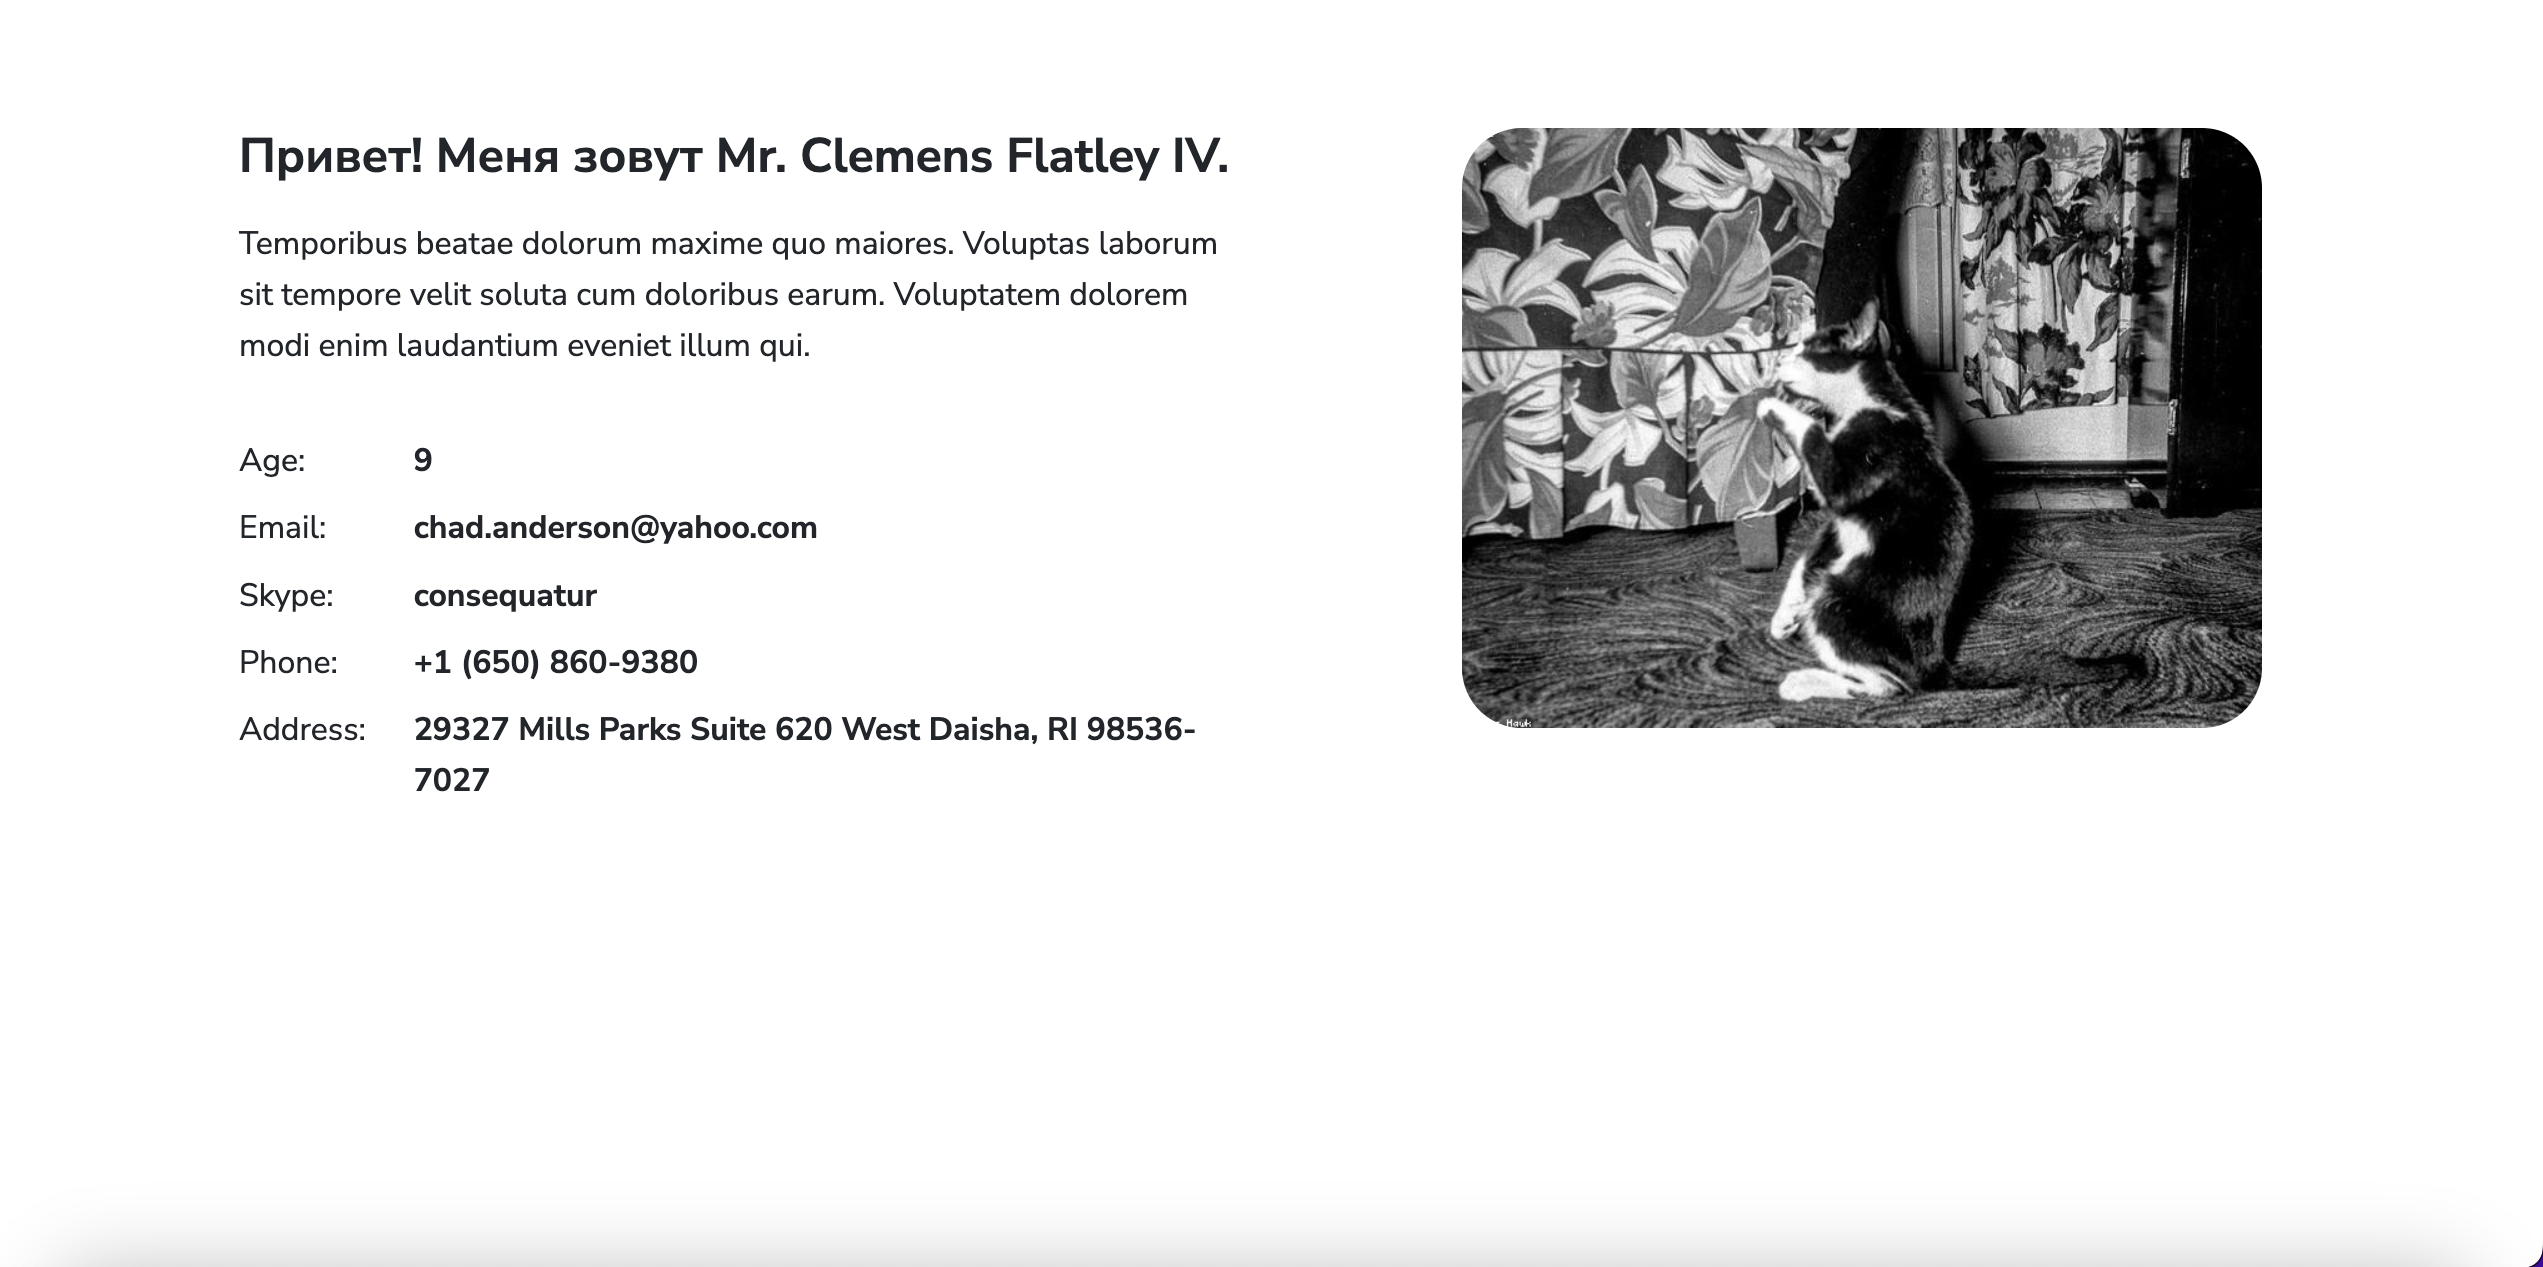 Привет! Меня зовут Mr. Clemens Flatley IV.
Temporibus beatae dolorum maxime quo maiores. Voluptas laborum
sit tempore velit soluta cum doloribus earum. Voluptatem dolorem
modi enim laudantium eveniet illum qui.
Age: 9
Email: chad.anderson@yahoo.com
Skype: consequatur
Phone: +1 (650) 860-9380
Address: 29327 Mills Parks Suite 620 West Daisha, RI 98536-
7027
Hawk